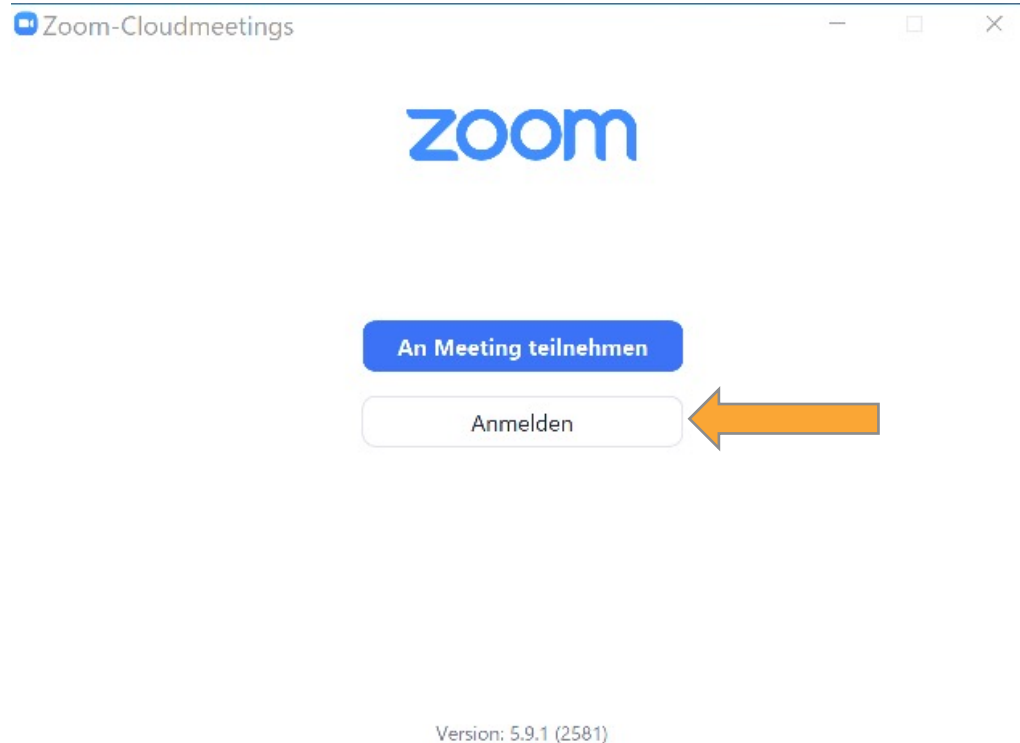 Zoom-Cloudmeetings
zoom
An Meeting teilnehmen
Anmelden
Version: 5.9.1 (2581)